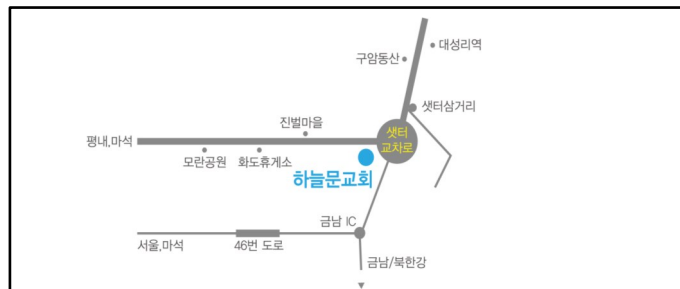 대성리역
구암동산
샛터삼거리
진벌마을
샛터
교차로
평내,마석
모란공원
화도휴게소
하늘문교회
금남 IC
서울,마석
46번 도로
금남/북한강